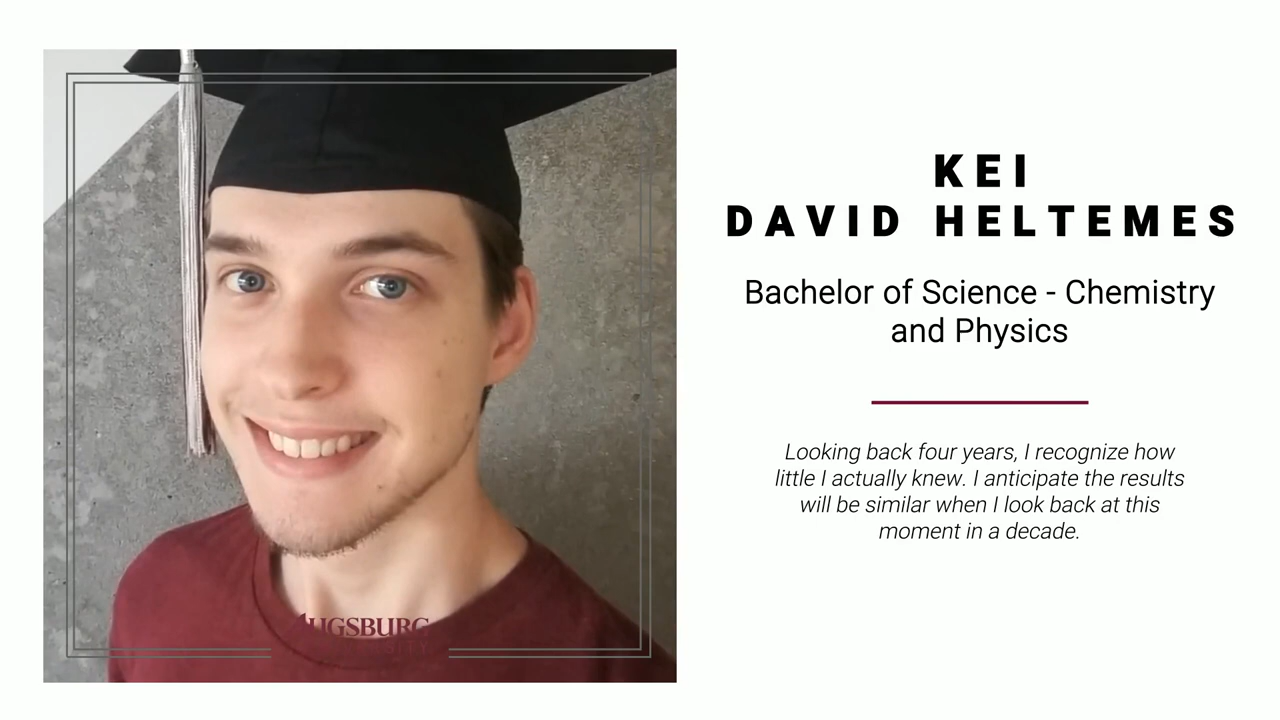 KEI
DAVID HELTEMES
Bachelor of Science - Chemistry
and Physics
Looking back four years, I recognize how
little I actually knew. I anticipate the results
will be similar when I look back at this
moment in a decade.
AUGSBURG